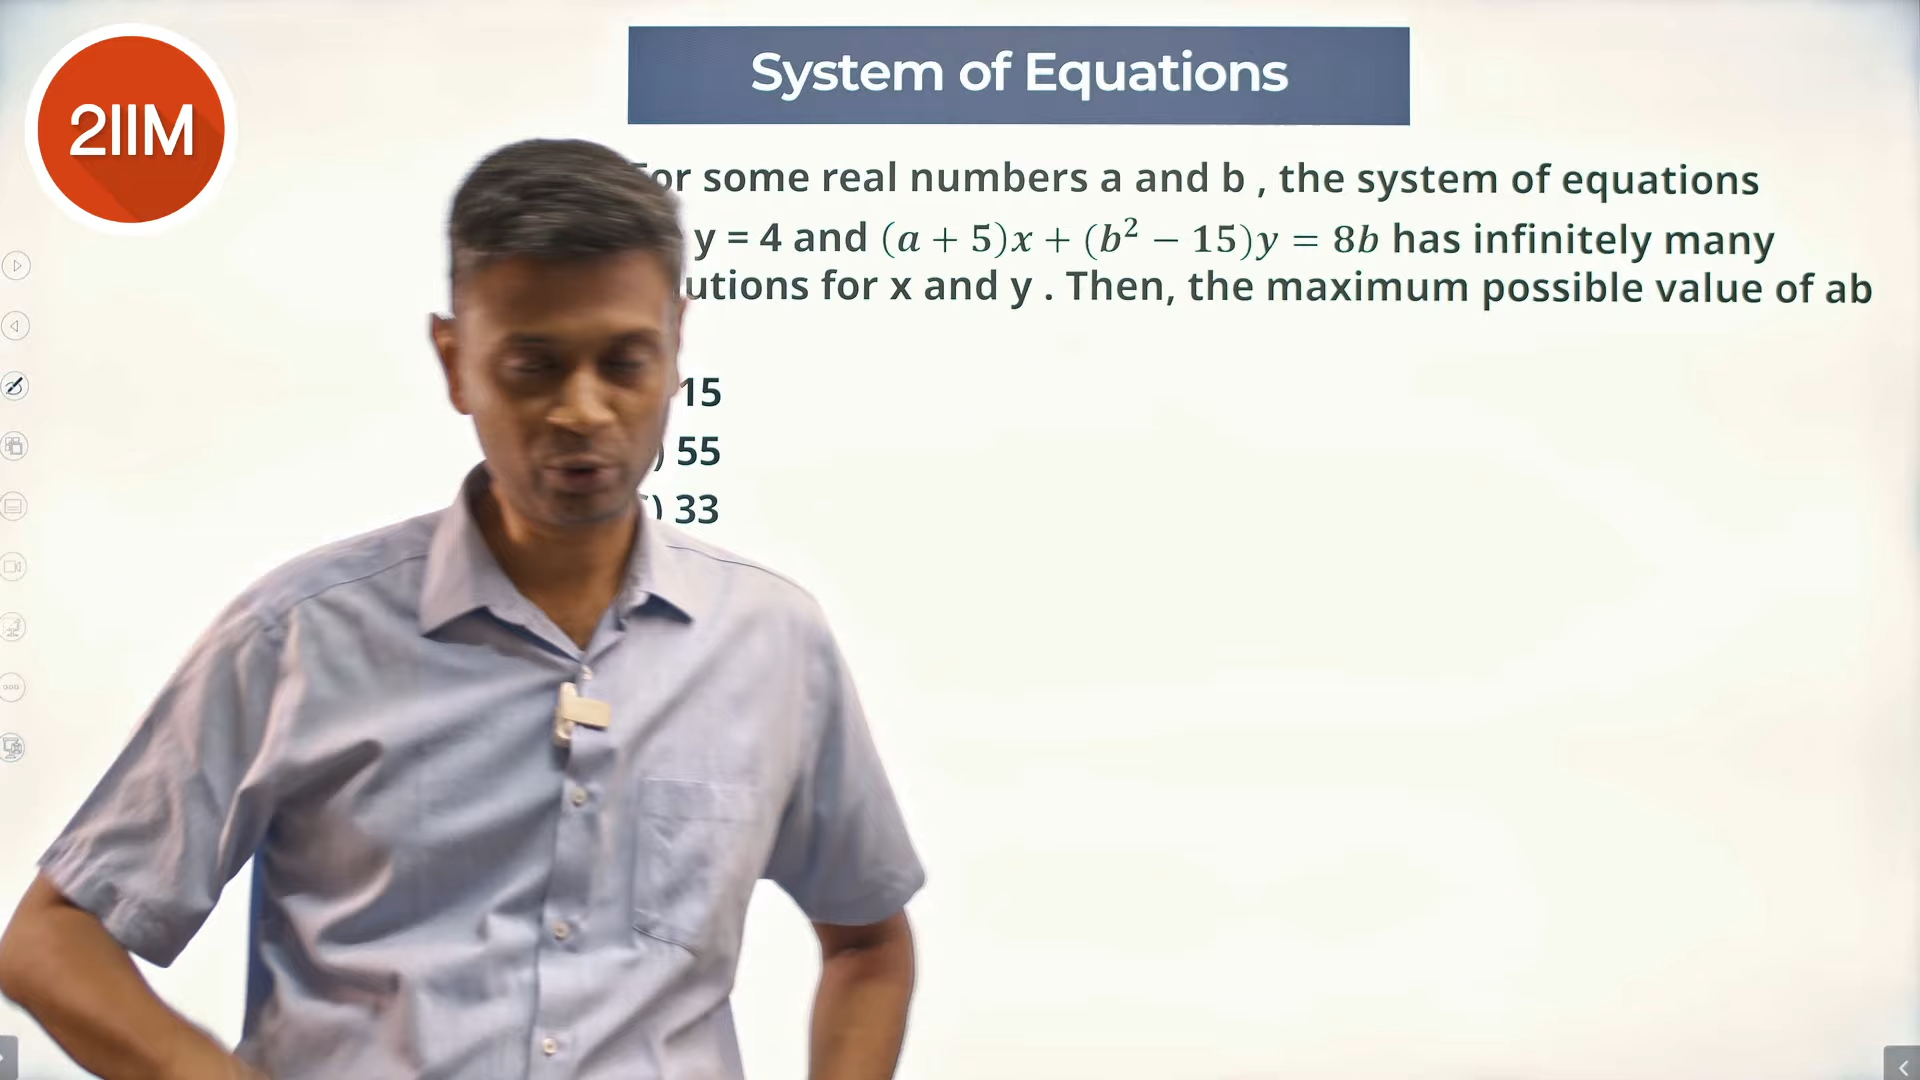 2IIM
System of Equations
For some real numbers a and b , the system of equations
y = 4 and (a + 5)x + (b² − 15)y = 8b has infinitely many
utions for x and y . Then, the maximum possible value of ab
15
) 55
) 33